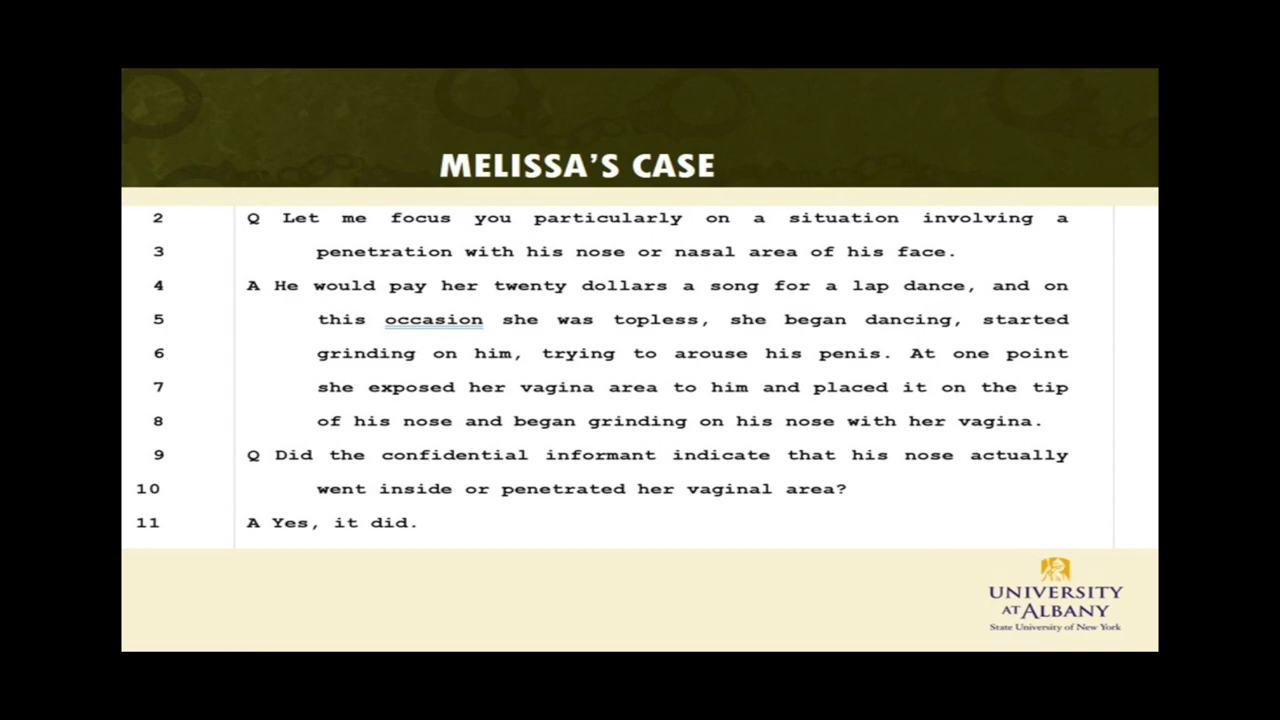 MELISSA'S CASE
2 Q Let me focus you particularly on a situation involving a
3 penetration with his nose or nasal area of his face.
4 A He would pay her twenty dollars a song for a lap dance, and on
5 this occasion she was topless, she began dancing, started
6 grinding on him, trying to arouse his penis. At one point
7 she exposed her vagina area to him and placed it on the tip
8 of his nose and began grinding on his nose with her vagina.
9 Q Did the confidential informant indicate that his nose actually
10 went inside or penetrated her vaginal area?
11 A Yes, it did.
UNIVERSITY
AT ALBANY
State University of New York